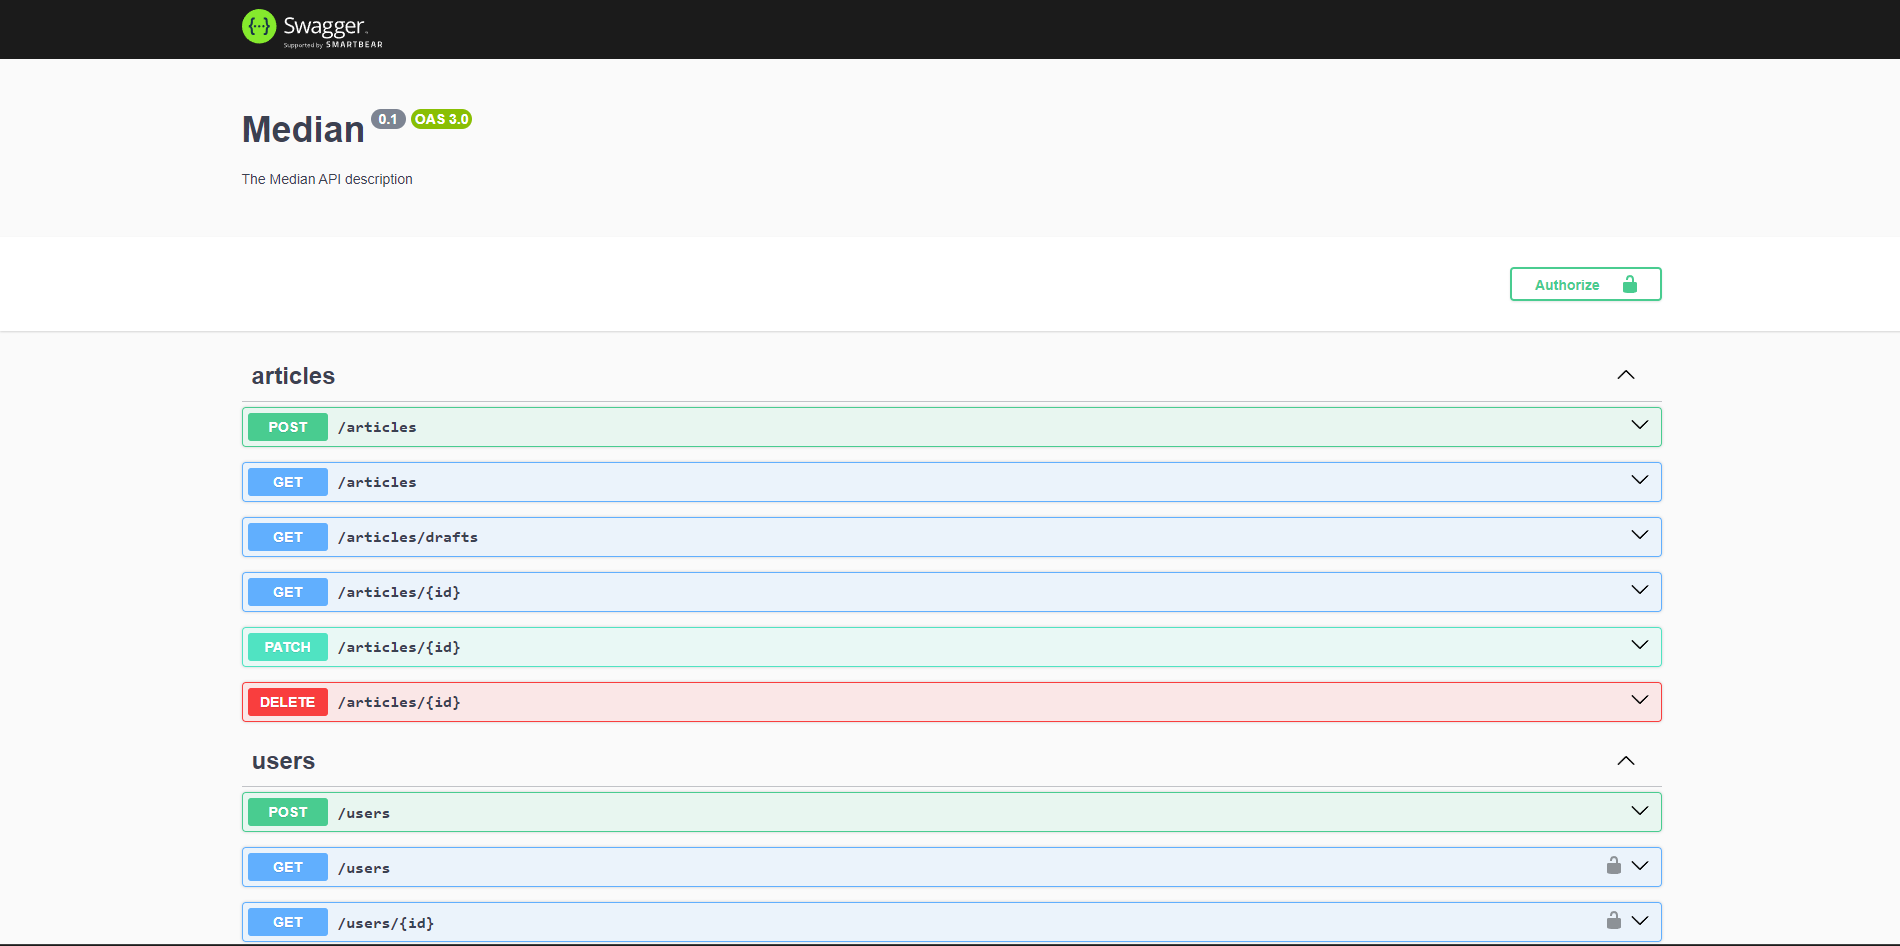 Swagger
Supported by SMARTBEAR
Median 0.1 OAS 3.0
The Median API description
Authorize
articles
POST /articles
GET /articles
GET /articles/drafts
GET /articles/{id}
PATCH /articles/{id}
DELETE /articles/{id}
users
POST /users
GET /users
GET /users/{id}